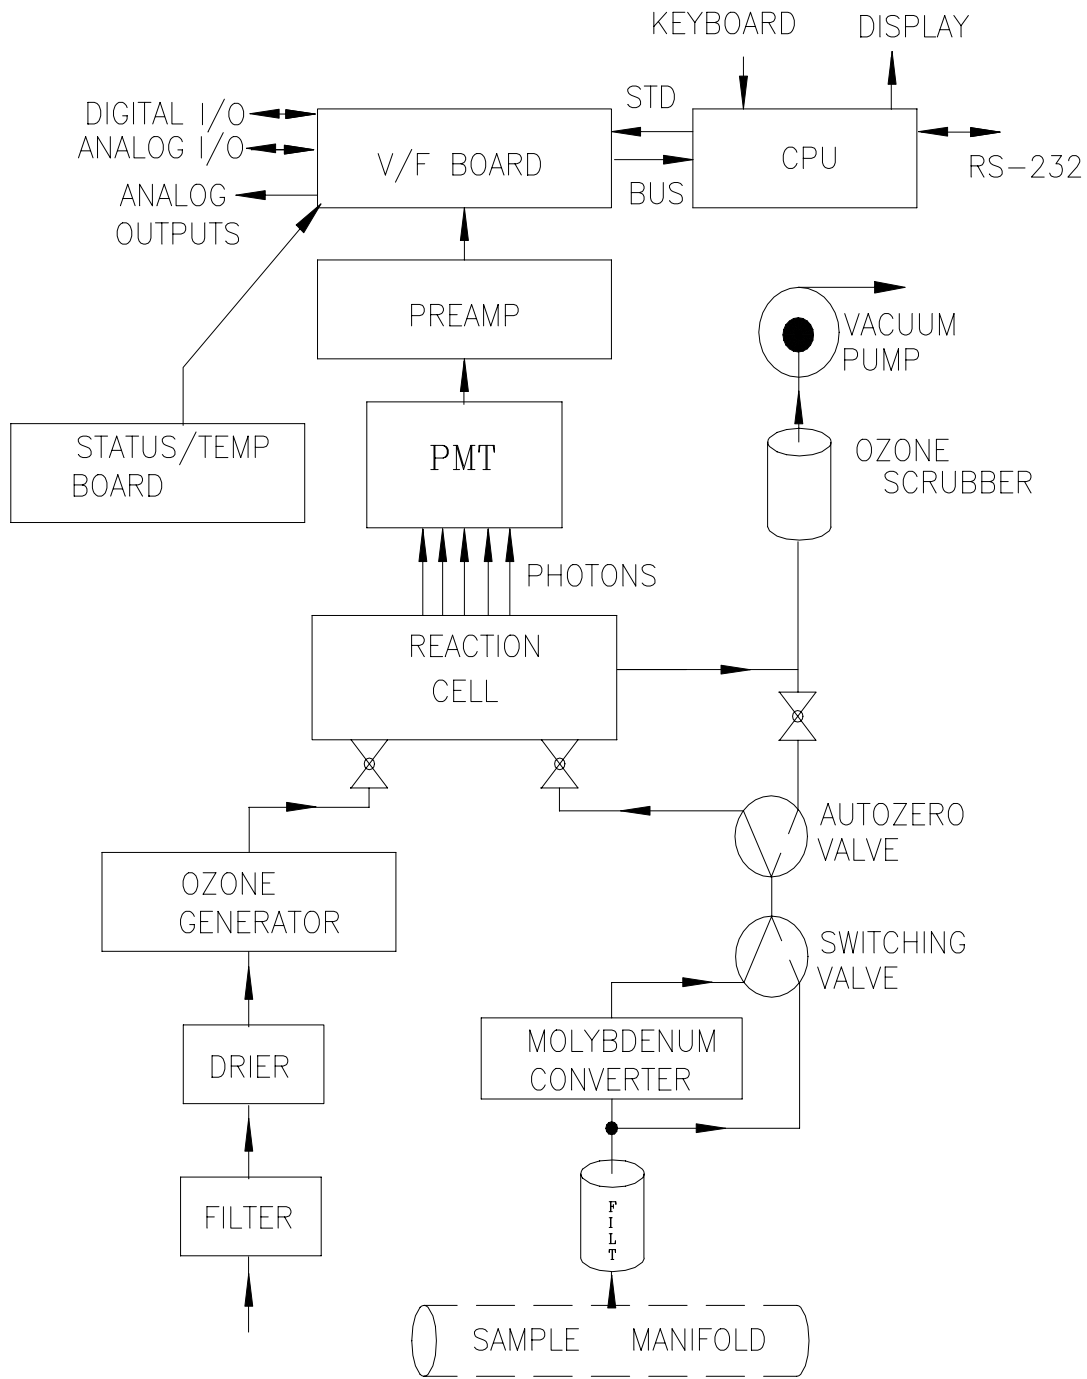 KEYBOARD
DISPLAY
DIGITAL I/O
ANALOG I/O
ANALOG
OUTPUTS
V/F BOARD
STD
BUS
CPU
RS-232
PREAMP
VACUUM
PUMP
STATUS/TEMP
BOARD
PMT
OZONE
SCRUBBER
PHOTONS
REACTION
CELL
AUTOZERO
VALVE
OZONE
GENERATOR
SWITCHING
VALVE
MOLYBDENUM
CONVERTER
DRIER
FILTER
FILT
SAMPLE MANIFOLD